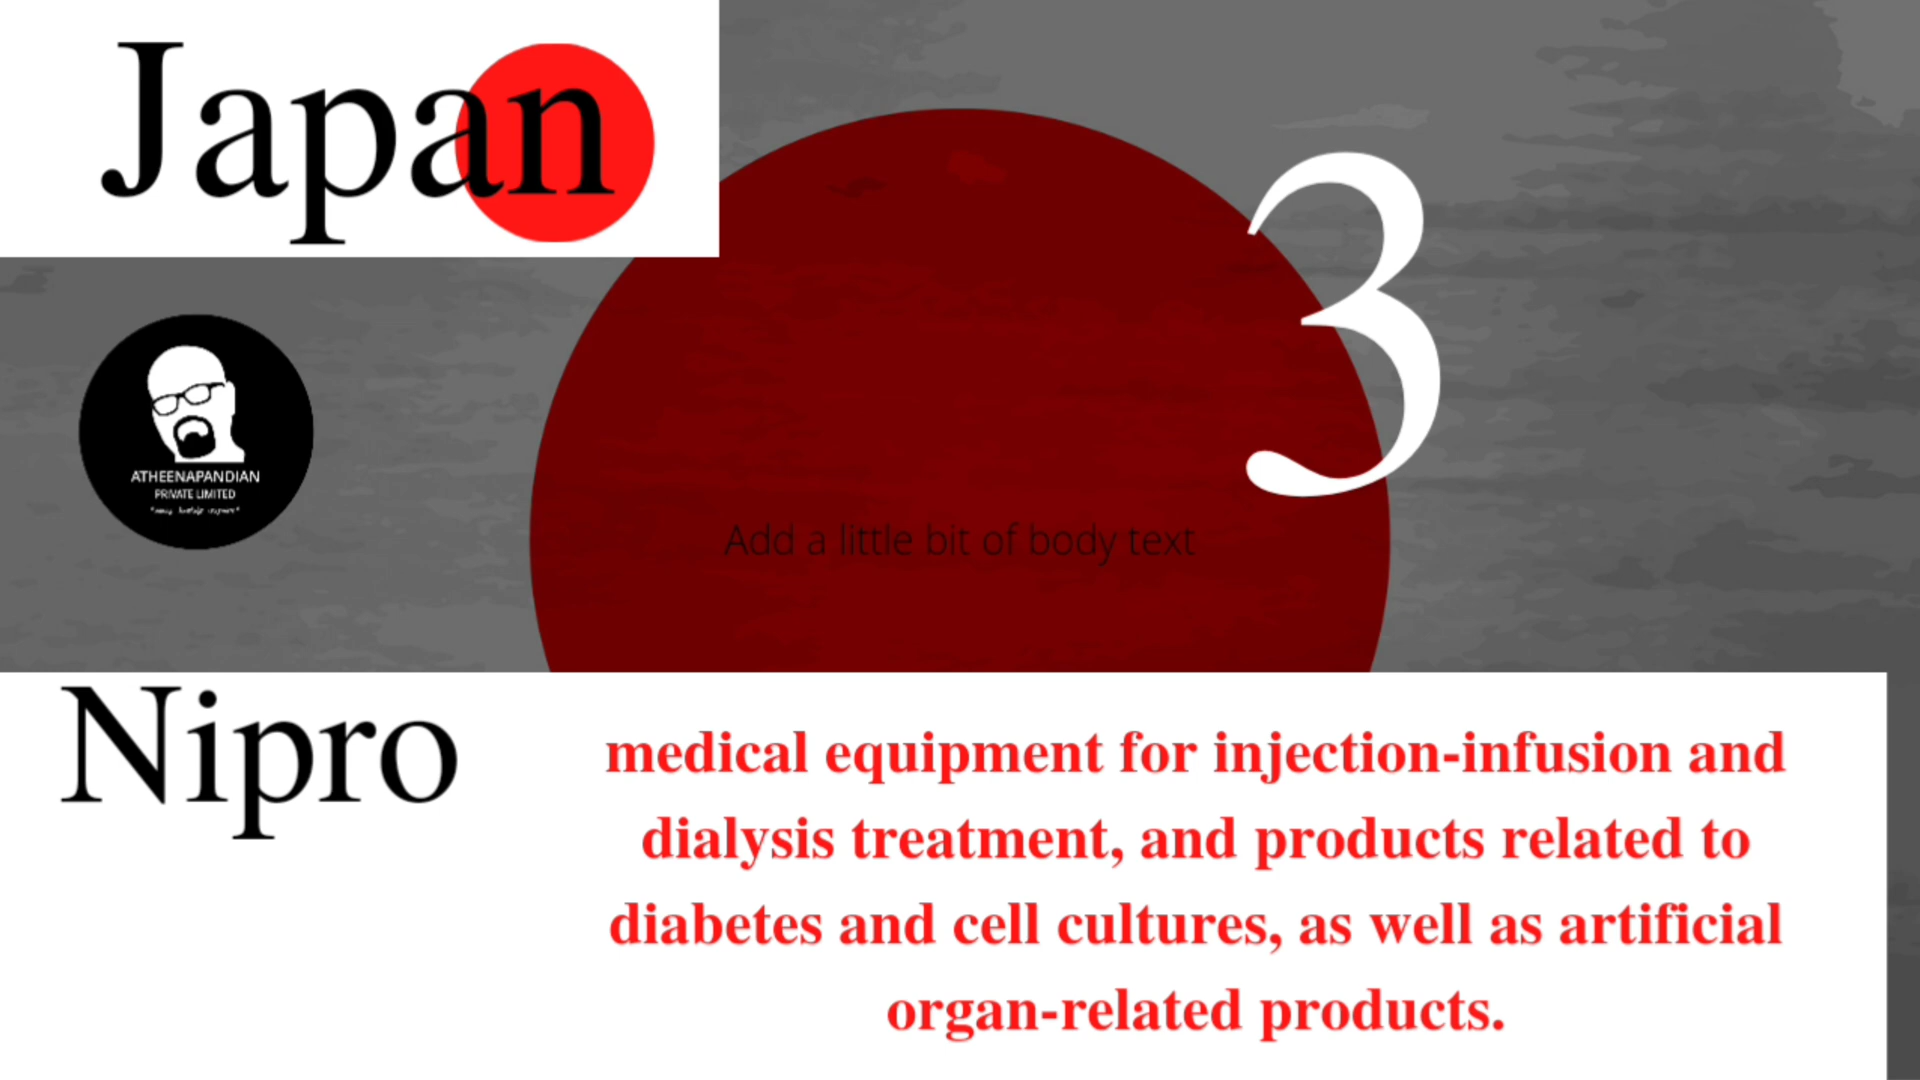 Japan
3
ATHEENAPANDIAN
PRIVATE LIMITED
Add a little bit of body text
Nipro
medical equipment for injection-infusion and
dialysis treatment, and products related to
diabetes and cell cultures, as well as artificial
organ-related products.